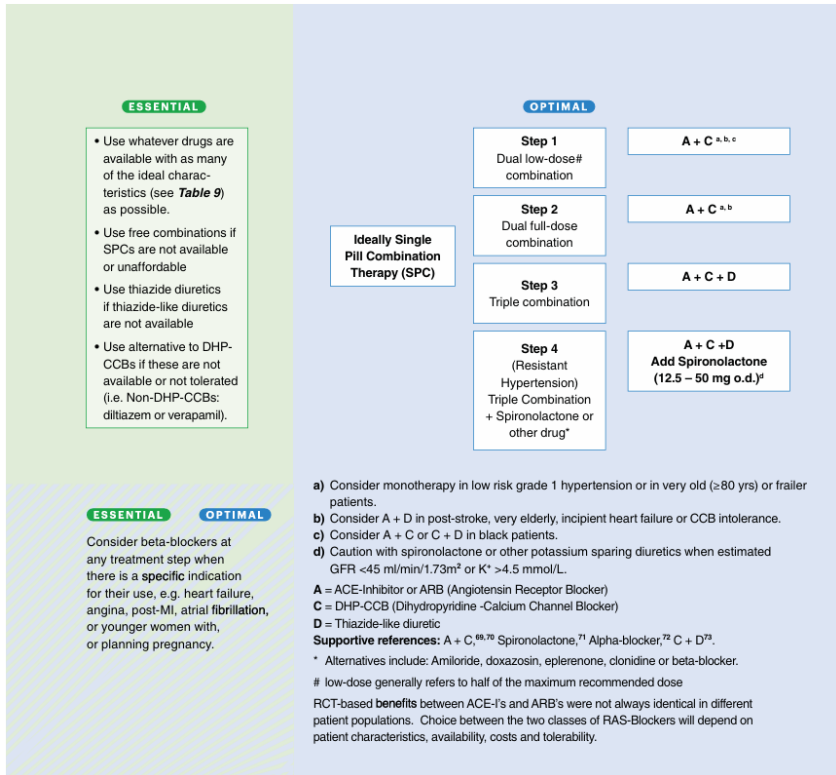 ESSENTIAL
• Use whatever drugs are
available with as many
of the ideal charac-
teristics (see Table 9)
as possible.
• Use free combinations if
SPCs are not available
or unaffordable
• Use thiazide diuretics
if thiazide-like diuretics
are not available
• Use alternative to DHP-
CCBs if these are not
available or not tolerated
(i.e. Non-DHP-CCBs:
diltiazem or verapamil).
OPTIMAL
Ideally Single
Pill Combination
Therapy (SPC)
Step 1
Dual low-dose#
combination
A + C a, b, c
Step 2
Dual full-dose
combination
A + C a, b
Step 3
Triple combination
A + C + D
Step 4
(Resistant
Hypertension)
Triple Combination
+ Spironolactone or
other drug*
A + C +D
Add Spironolactone
(12.5 – 50 mg o.d.)d
ESSENTIAL OPTIMAL
Consider beta-blockers at
any treatment step when
there is a specific indication
for their use, e.g. heart failure,
angina, post-MI, atrial fibrillation,
or younger women with,
or planning pregnancy.
a) Consider monotherapy in low risk grade 1 hypertension or in very old (≥80 yrs) or frailer
patients.
b) Consider A + D in post-stroke, very elderly, incipient heart failure or CCB intolerance.
c) Consider A + C or C + D in black patients.
d) Caution with spironolactone or other potassium sparing diuretics when estimated
GFR <45 ml/min/1.73m² or K⁺ >4.5 mmol/L.
A = ACE-Inhibitor or ARB (Angiotensin Receptor Blocker)
C = DHP-CCB (Dihydropyridine -Calcium Channel Blocker)
D = Thiazide-like diuretic
Supportive references: A + C,69,70 Spironolactone,71 Alpha-blocker,72 C + D73.
* Alternatives include: Amiloride, doxazosin, eplerenone, clonidine or beta-blocker.
# low-dose generally refers to half of the maximum recommended dose
RCT-based benefits between ACE-I's and ARB's were not always identical in different
patient populations. Choice between the two classes of RAS-Blockers will depend on
patient characteristics, availability, costs and tolerability.